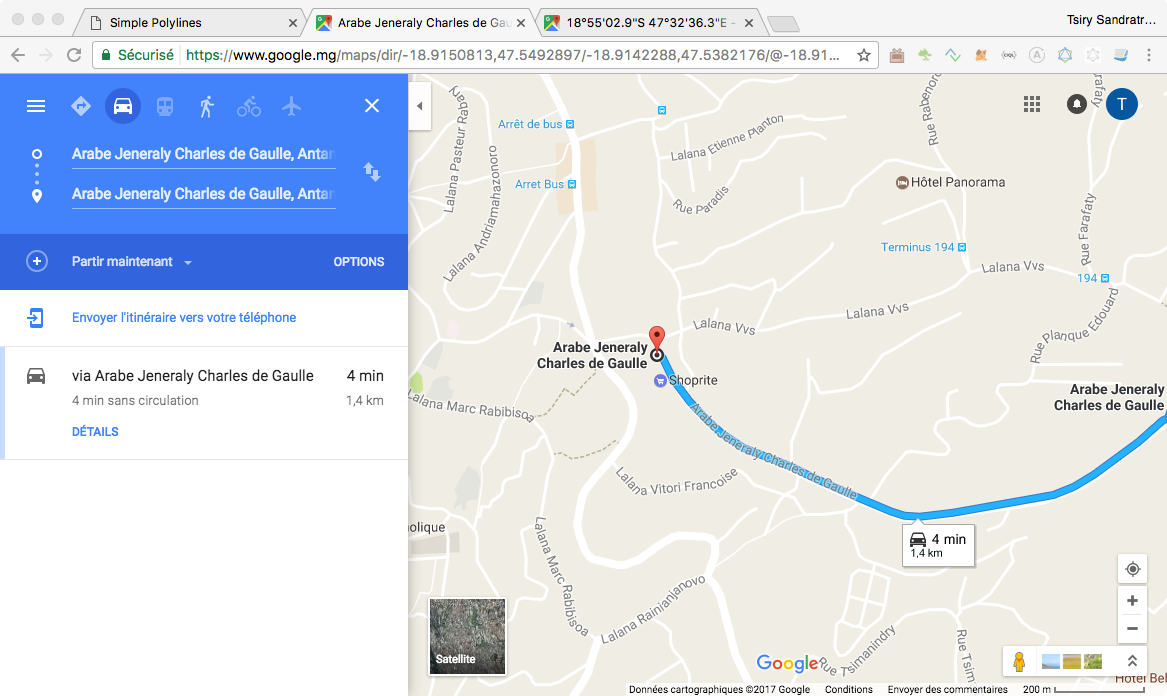 Simple Polylines
Arabe Jeneraly Charles de Gau
18°55'02.9"S 47°32'36.3"E -
Tsiry Sandratr...
Sécurisé
https://www.google.mg/maps/dir/-18.9150813,47.5492897/-18.9142288,47.5382176/@-18.91...
Arabe Jeneraly Charles de Gaulle, Antan
Arabe Jeneraly Charles de Gaulle, Antan
Partir maintenant
OPTIONS
Envoyer l'itinéraire vers votre téléphone
via Arabe Jeneraly Charles de Gaulle
4 min
4 min sans circulation
1,4 km
DÉTAILS
T
Lalana Pasteur Rabary
Lalana Andriamahazonoro
Arrêt de bus
Arret Bus
Lalana Etienne Planton
Rue Paradis
Rue Rabenoro
Farafaty
Hôtel Panorama
Terminus 194
Rue Farafaty
Lalana Vvs
194
Lalana Vvs
Lalana Vvs
Rue Planque Edouard
Arabe Jeneraly
Charles de Gaulle
Shoprite
Arabe Jeneraly
Charles de Gaulle
Lalana Marc Rabibisoa
Arabe Jeneraly Charles de Gaulle
Lalana Vitori Francoise
olique
4 min
1,4 km
Lalana Marc Rabibisoa
Lalana Rainianjanovo
Rue Tsimanindry
Rue Tsim
Satellite
Google
Hotel Bel
Données cartographiques ©2017 Google
Conditions
Envoyer des commentaires
200 m